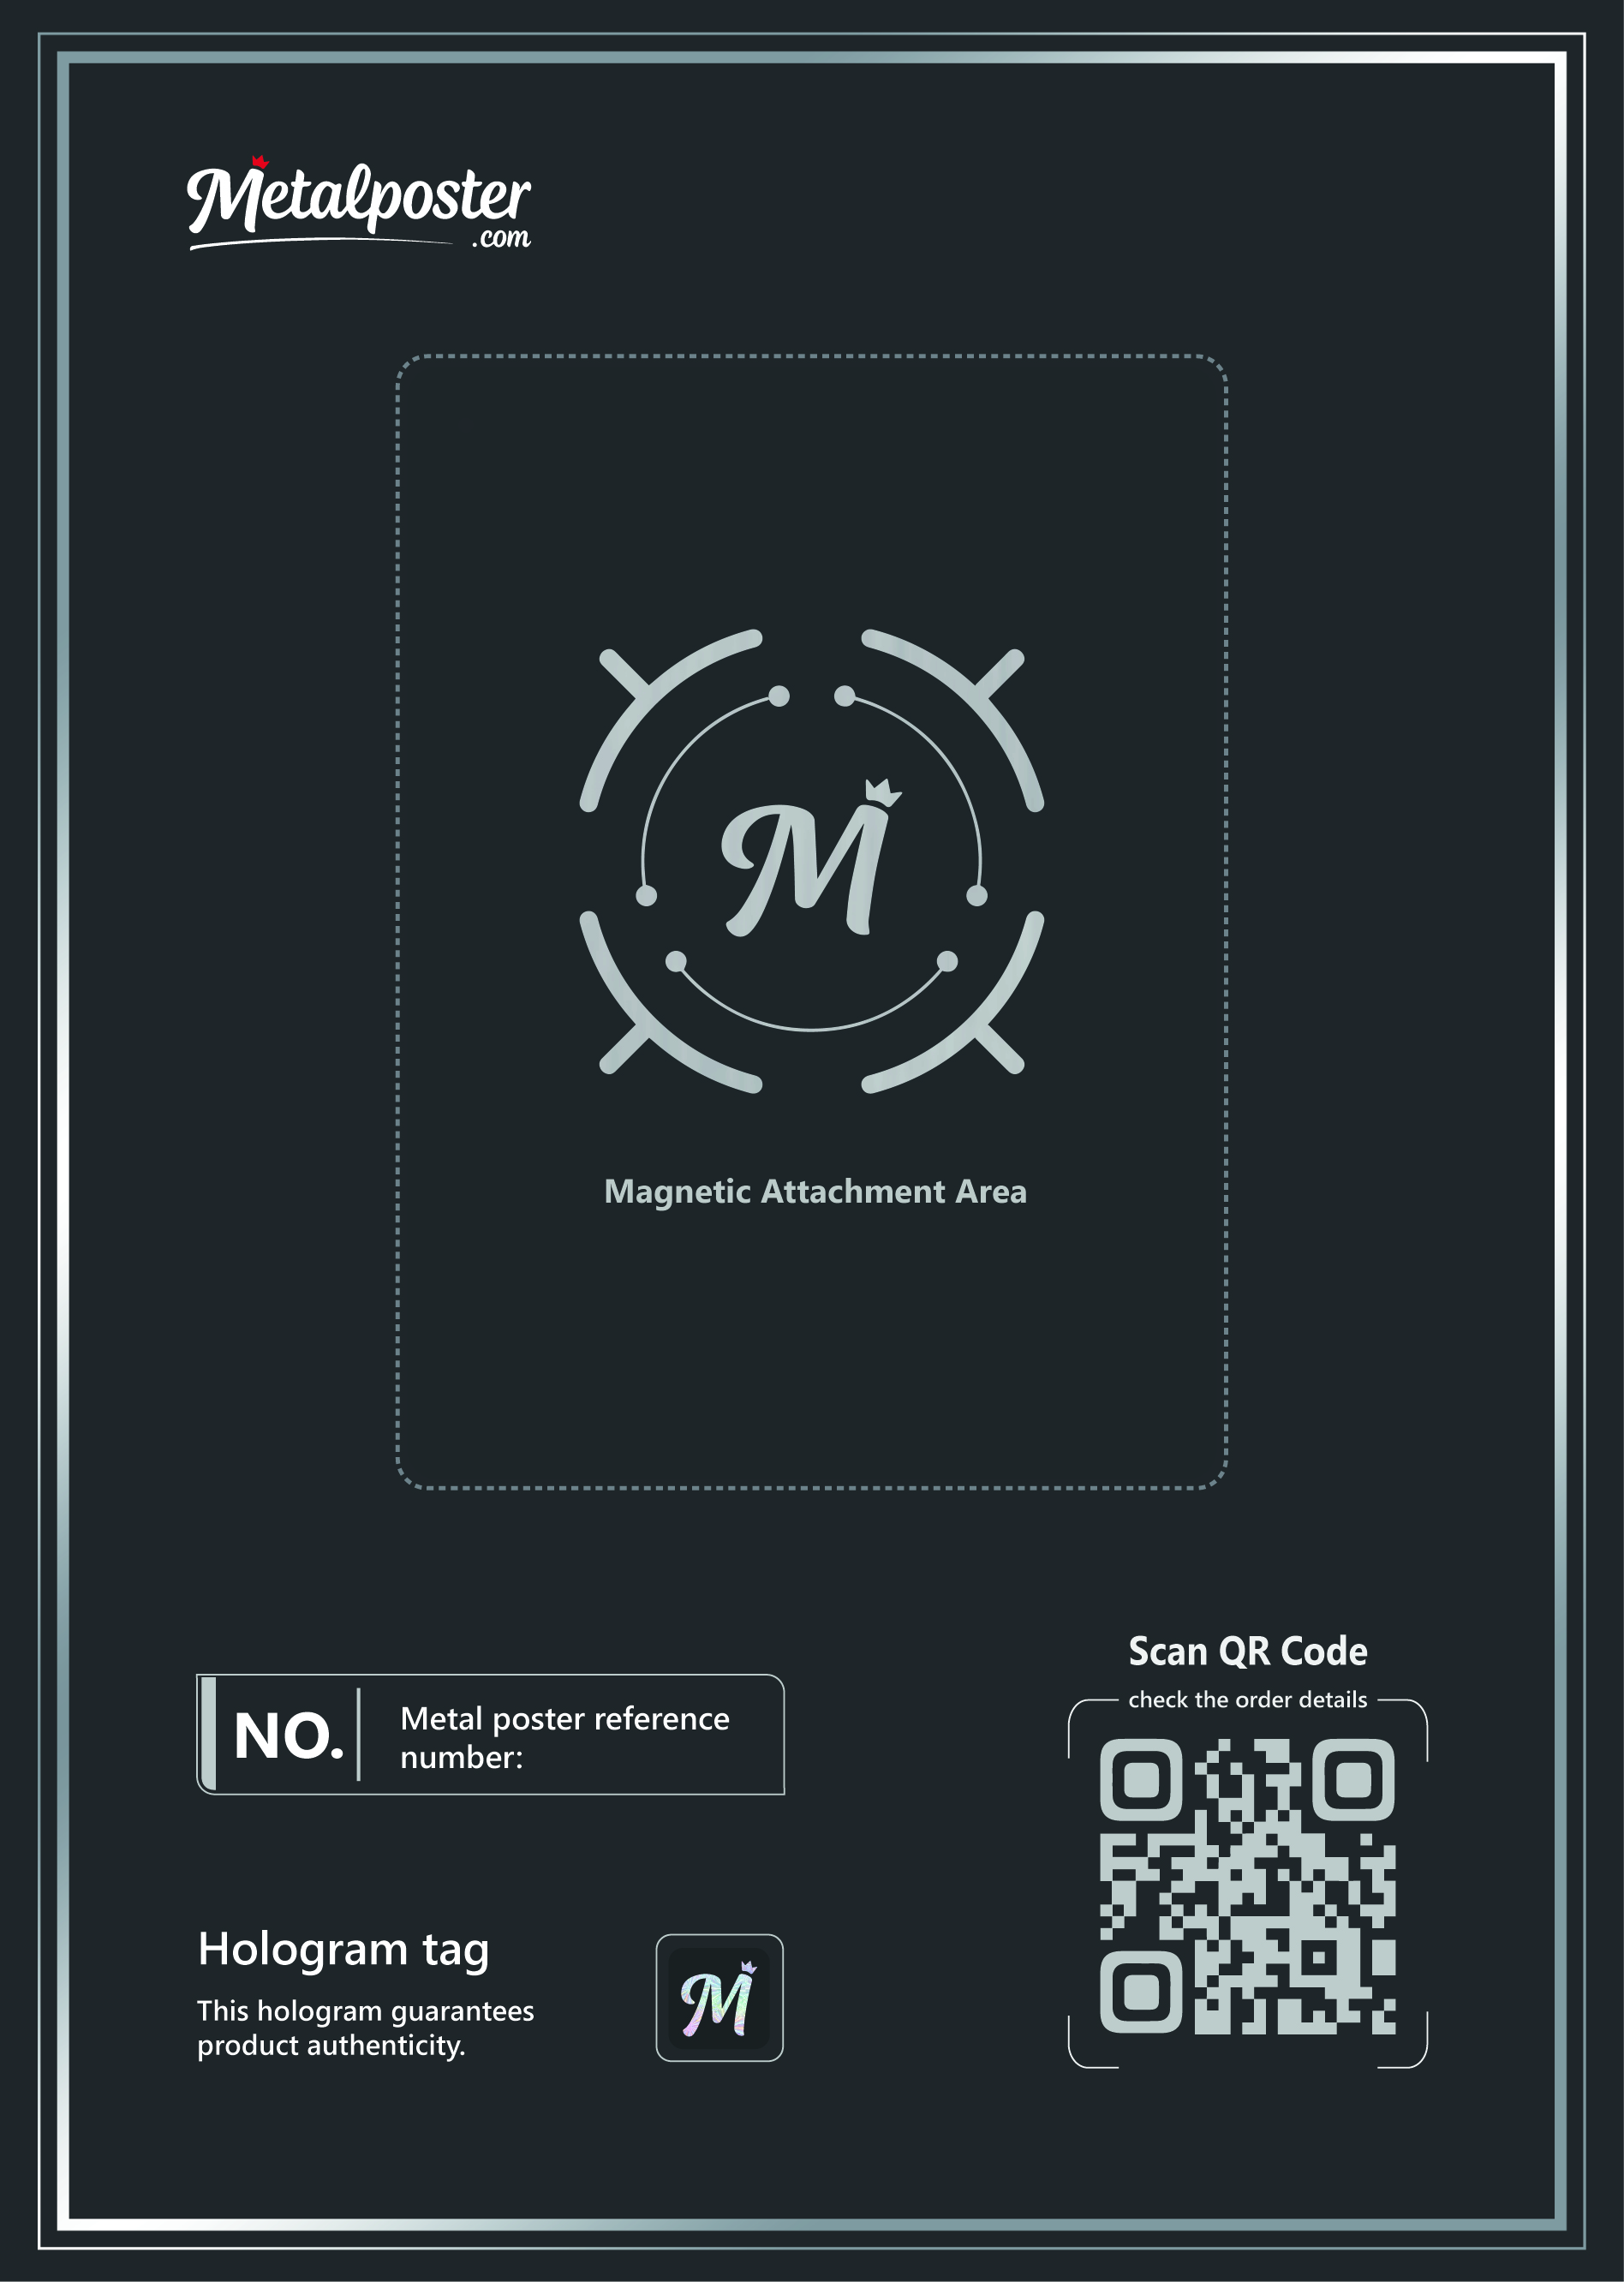 Metalposter
.com
M
Magnetic Attachment Area
Scan QR Code
check the order details
NO.
Metal poster reference
number:
Hologram tag
This hologram guarantees
product authenticity.
M